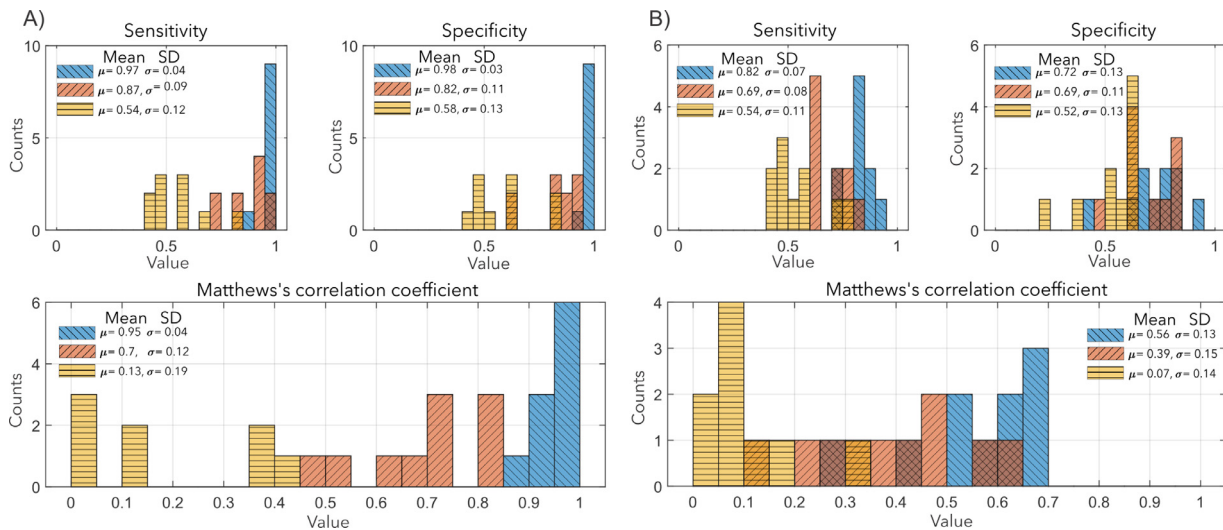 A)
Sensitivity
10
5
0
Counts
Mean SD
μ= 0.97 σ= 0.04
μ= 0.87, σ= 0.09
μ= 0.54, σ= 0.12
0 0.5 1
Value
Specificity
10
5
0
Counts
Mean SD
μ= 0.98 σ= 0.03
μ= 0.82, σ= 0.11
μ= 0.58, σ= 0.13
0 0.5 1
Value
Matthews's correlation coefficient
6
4
2
0
Counts
Mean SD
μ= 0.95 σ= 0.04
μ= 0.7, σ= 0.12
μ= 0.13, σ= 0.19
0 0.1 0.2 0.3 0.4 0.5 0.6 0.7 0.8 0.9 1
Value
B)
Sensitivity
6
4
2
0
Counts
Mean SD
μ= 0.82 σ= 0.07
μ= 0.69, σ= 0.08
μ= 0.54, σ= 0.11
0 0.5 1
Value
Specificity
6
4
2
0
Counts
Mean SD
μ= 0.72 σ= 0.13
μ= 0.69, σ= 0.11
μ= 0.52, σ= 0.13
0 0.5 1
Value
Matthews's correlation coefficient
4
3
2
1
0
Counts
Mean SD
μ= 0.56 σ= 0.13
μ= 0.39, σ= 0.15
μ= 0.07, σ= 0.14
0 0.1 0.2 0.3 0.4 0.5 0.6 0.7 0.8 0.9 1
Value